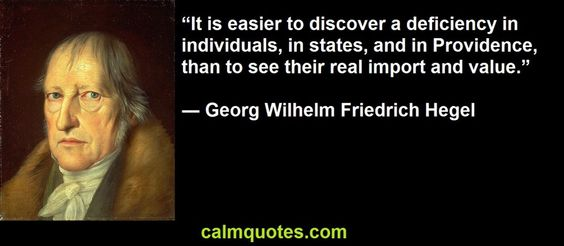 “It is easier to discover a deficiency in
individuals, in states, and in Providence,
than to see their real import and value.”
― Georg Wilhelm Friedrich Hegel
calmquotes.com